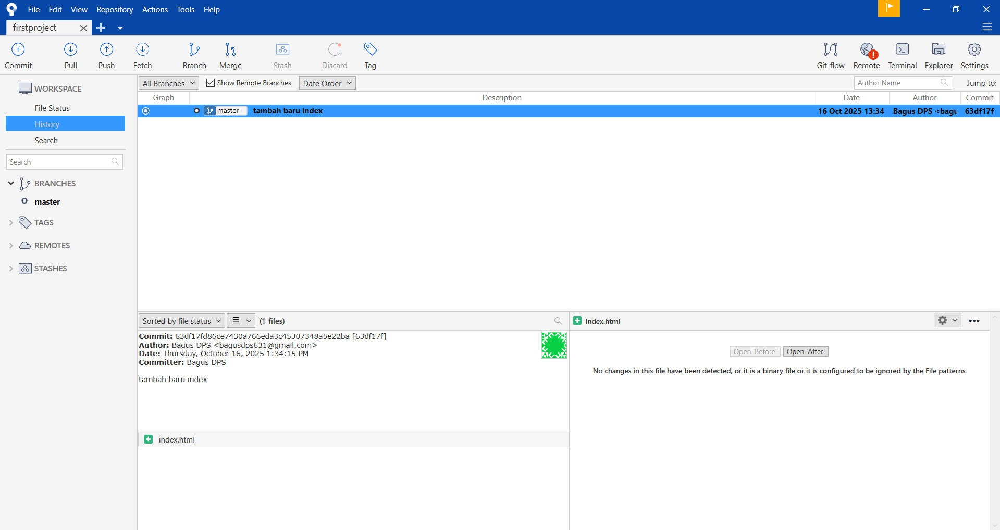 File Edit View Repository Actions Tools Help
firstproject
Commit Pull Push Fetch Branch Merge Stash Discard Tag Git-flow Remote Terminal Explorer Settings
WORKSPACE
File Status
History
Search
Search
BRANCHES
master
TAGS
REMOTES
STASHES
All Branches Show Remote Branches Date Order Author Name Jump to:
Graph Description Date Author Commit
master tambah baru index 16 Oct 2025 13:34 Bagus DPS <bagu 63df17f
Sorted by file status (1 files)
Commit: 63df17fd86ce7430a766eda3c45307348a5e22ba [63df17f]
Author: Bagus DPS <bagusdps631@gmail.com>
Date: Thursday, October 16, 2025 1:34:15 PM
Committer: Bagus DPS
tambah baru index
index.html
index.html
Open 'Before' Open 'After'
No changes in this file have been detected, or it is a binary file or it is configured to be ignored by the File patterns